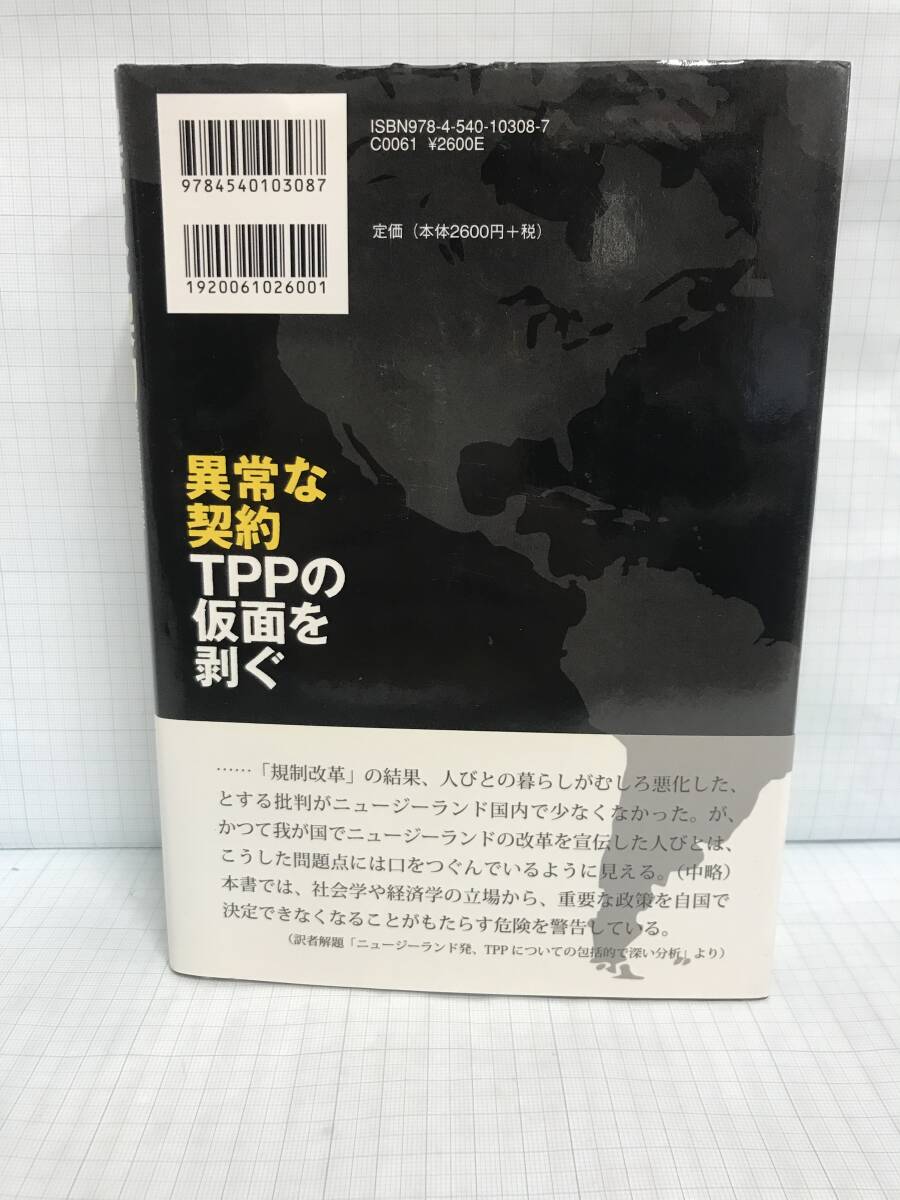 9784540103087
1920061026001
ISBN978-4-540-10308-7
C0061 ¥2600E
定価（本体2600円＋税）
異常な
契約
TPPの
仮面を
剥ぐ
……「規制改革」の結果、人びとの暮らしがむしろ悪化した、
とする批判がニュージーランド国内で少なくなかった。が、
かつて我が国でニュージーランドの改革を宣伝した人びとは、
こうした問題点には口をつぐんでいるように見える。（中略）
本書では、社会学や経済学の立場から、重要な政策を自国で
決定できなくなることがもたらす危険を警告している。
（訳者解題「ニュージーランド発、TPPについての包括的で深い分析」より）